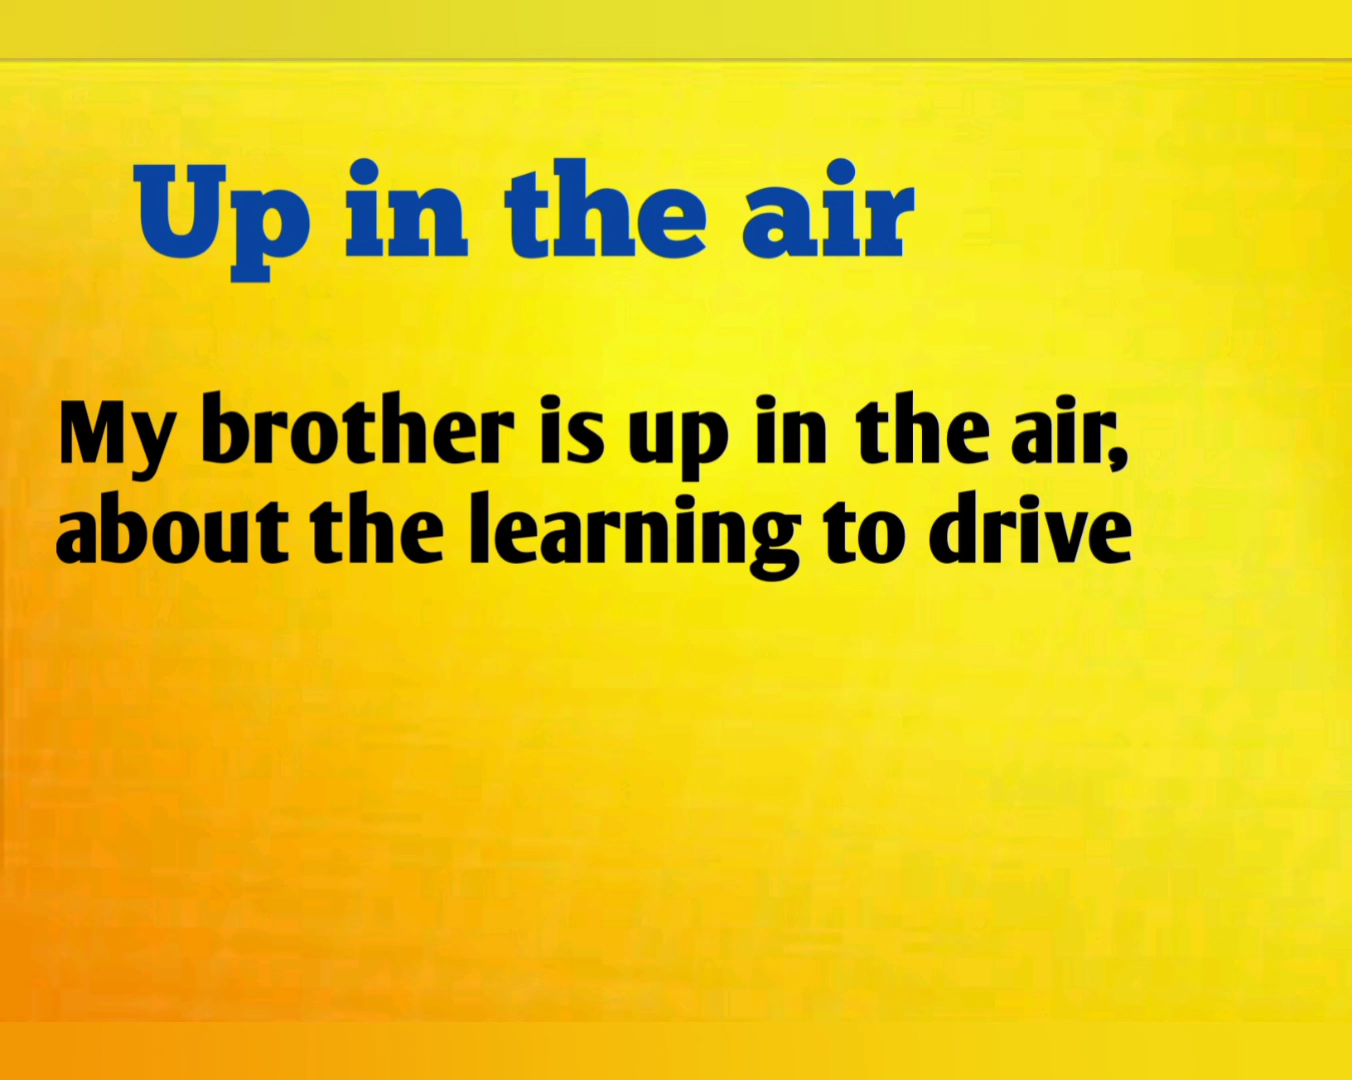 Up in the air
My brother is up in the air,
about the learning to drive